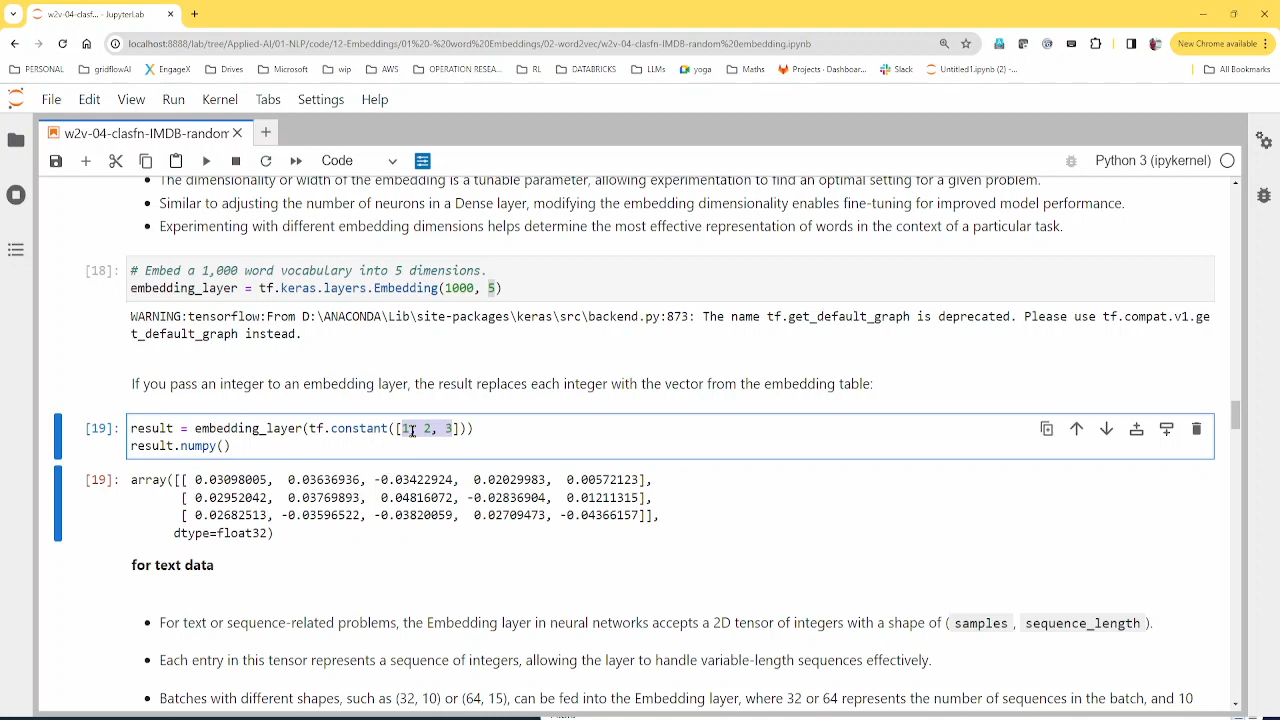 w2v-04-clasf... - JupyterLab
localhost:8888/lab/tree/Applied-AI/01-NLP/code/12.Embeddings/01%20-%20word%20Embeddings/02-word2vec/w2v-04-clasfn-IMDB-random%20embedding.ipynb
New Chrome available
PERSONAL gridflowAI EngageX Drives Microsoft wip AWS OPERATION RESEA... RL DATABRICKS LLMs yoga Maths Projects · Dashboar... Slack Untitled1.ipynb (5) -... All Bookmarks
File Edit View Run Kernel Tabs Settings Help
w2v-04-clasfn-IMDB-random
Code Python 3 (ipykernel)
• The dimensionality or width of the embedding is a tunable parameter, allowing experimentation to find an optimal setting for a given problem.
• Similar to adjusting the number of neurons in a Dense layer, modifying the embedding dimensionality enables fine-tuning for improved model performance.
• Experimenting with different embedding dimensions helps determine the most effective representation of words in the context of a particular task.
[18]: # Embed a 1,000 word vocabulary into 5 dimensions.
embedding_layer = tf.keras.layers.Embedding(1000, 5)
WARNING:tensorflow:From D:\ANACONDA\Lib\site-packages\keras\src\backend.py:873: The name tf.get_default_graph is deprecated. Please use tf.compat.v1.ge
t_default_graph instead.
If you pass an integer to an embedding layer, the result replaces each integer with the vector from the embedding table:
[19]: result = embedding_layer(tf.constant([1, 2, 3]))
result.numpy()
[19]: array([[ 0.03098005, 0.03636936, -0.03422924, 0.02029983, 0.00572123],
[ 0.02952042, 0.03769893, 0.04816072, -0.02836904, 0.01211315],
[ 0.02682513, -0.03596522, -0.03820059, 0.02709473, -0.04366157]],
dtype=float32)
for text data
• For text or sequence-related problems, the Embedding layer in neural networks accepts a 2D tensor of integers with a shape of ( samples, sequence_length ).
• Each entry in this tensor represents a sequence of integers, allowing the layer to handle variable-length sequences effectively.
• Batches with different shapes, such as (32, 10) or (64, 15), can be fed into the Embedding layer, where 32 or 64 represents the number of sequences in the batch, and 10